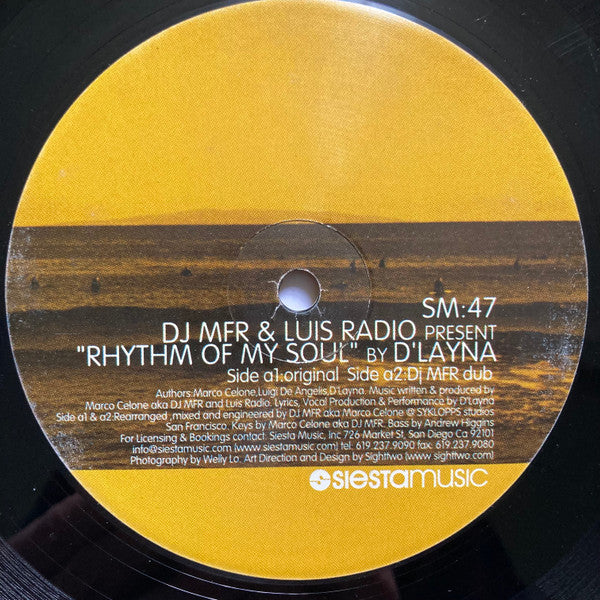 SM:47
DJ MFR & LUIS RADIO PRESENT
"RHYTHM OF MY SOUL" BY D'LAYNA
Side a1:original Side a2:Dj MFR dub
Authors:Marco Celone,Luigi De Angelis,D'Layna. Music written & produced by
Marco Celone aka DJ MFR and Luis Radio. Lyrics, Vocal Production & Performance by D'Layna
Side a1 & a2:Rearranged ,mixed and engineered by DJ MFR aka Marco Celone @ SYKLOPPS studios
San Francisco. Keys by Marco Celone aka DJ MFR. Bass by Andrew Higgins
For Licensing & Bookings contact: Siesta Music, Inc 726 Market St, San Diego Ca 92101
info@siestamusic.com (www.siestamusic.com) tel: 619.237.9090 fax: 619.237.9080
Photography by Welly Lo. Art Direction and Design by Sighttwo (www.sighttwo.com)
siestamusic